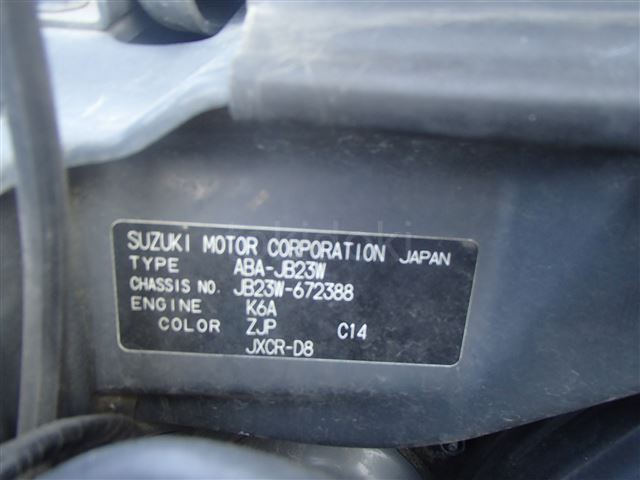 SUZUKI MOTOR CORPORATION JAPAN
TYPE ABA-JB23W
CHASSIS NO. JB23W-672388
ENGINE K6A
COLOR ZJP C14
JXCR-D8